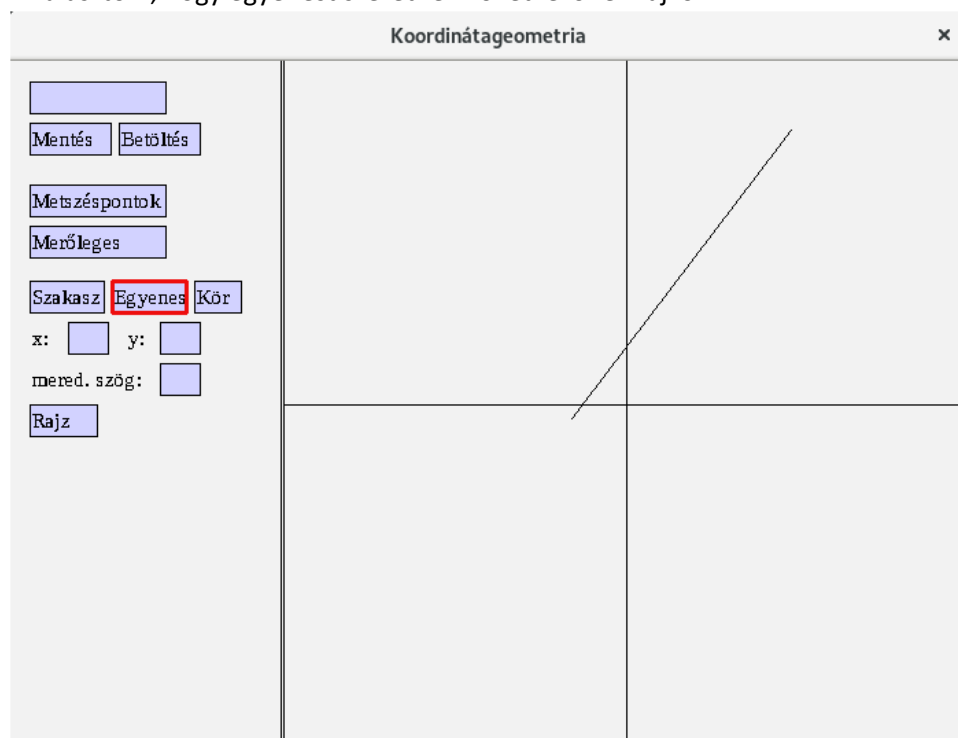 Koordinátageometria
×
Mentés Betöltés
Metszéspontok
Merőleges
Szakasz Egyenes Kör
x: y:
mered. szög:
Rajz